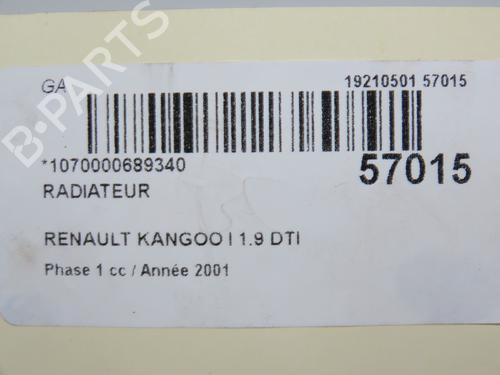 B-PARTS
GA
19210501 57015
*1070000689340
57015
RADIATEUR
RENAULT KANGOO I 1.9 DTI
Phase 1 cc / Année 2001